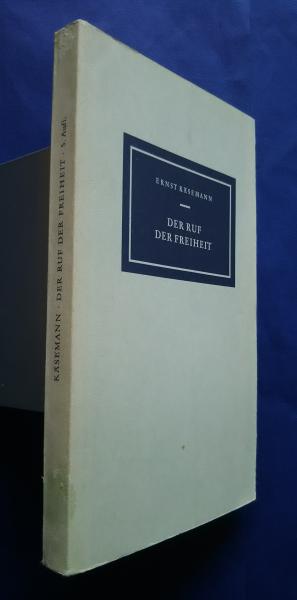 ERNST KÄSEMANN
DER RUF
DER FREIHEIT
KÄSEMANN · DER RUF DER FREIHEIT · 5. Aufl.